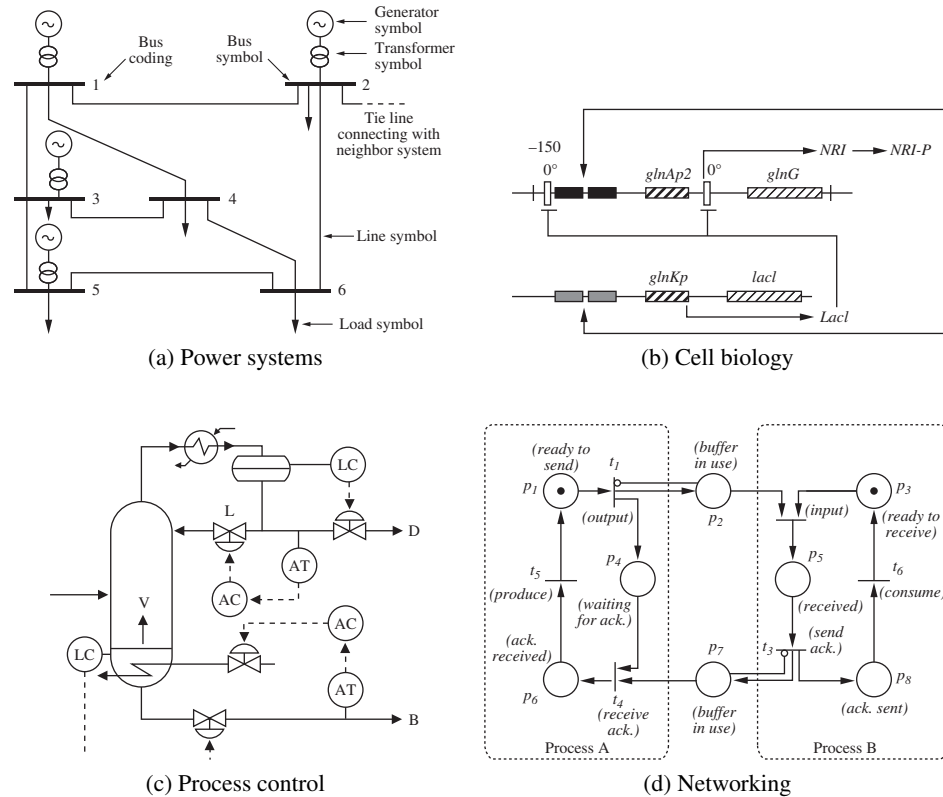 Generator
symbol
Transformer
symbol
Bus
coding
Bus
symbol
1
2
Tie line
connecting with
neighbor system
3
4
Line symbol
5
6
Load symbol
(a) Power systems
−150
0°
glnAp2
0°
NRI
NRI-P
glnG
glnKp
lacl
Lacl
(b) Cell biology
LC
L
D
AT
V
AC
AC
LC
AT
B
(c) Process control
(ready to
send)
t1
(buffer
in use)
p1
p2
p3
(output)
(input)
(ready to
receive)
p4
p5
t5
t6
(produce)
(consume)
(waiting
for ack.)
(received)
(ack.
received)
p7
t3
(send
ack.)
p6
t4
p8
(receive
ack.)
(buffer
in use)
(ack. sent)
Process A
Process B
(d) Networking